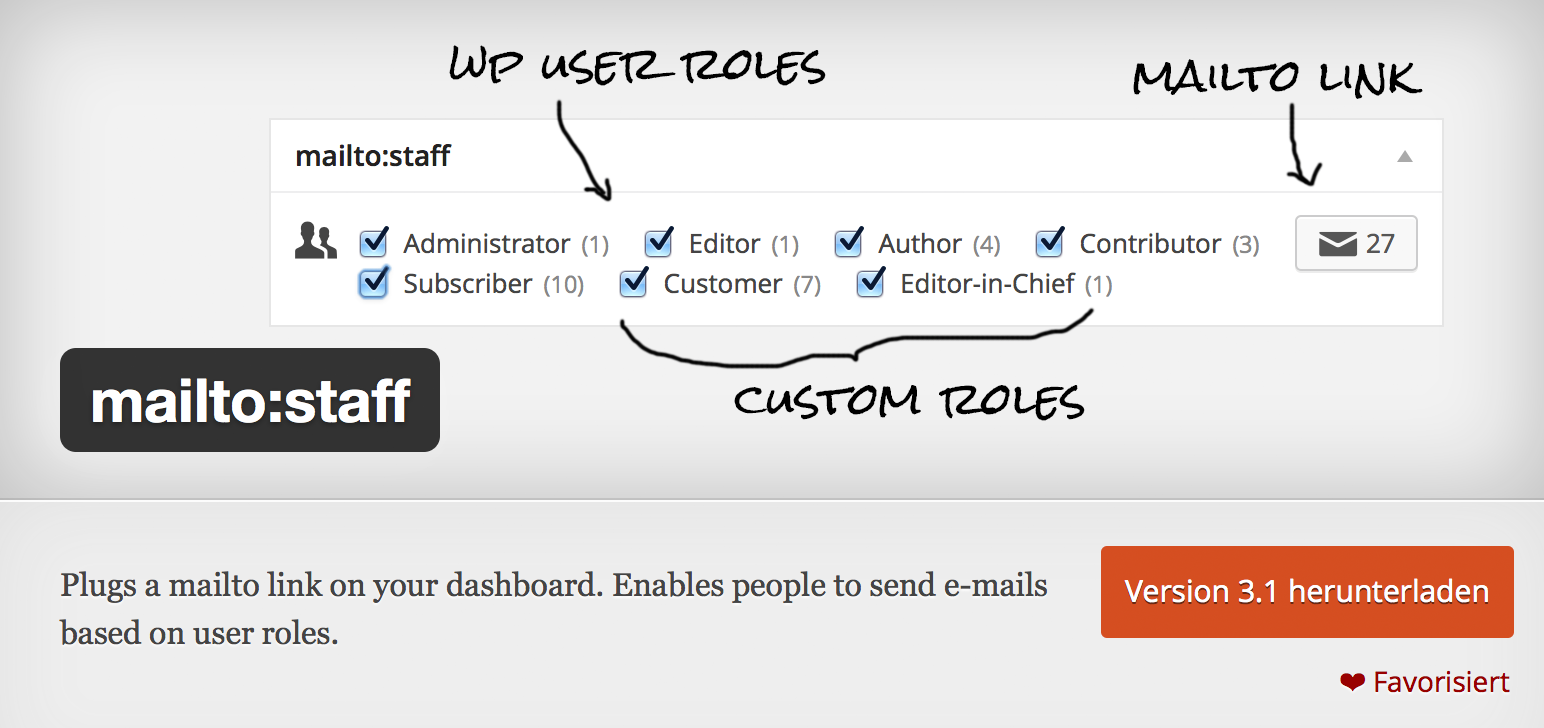 WP USER ROLES
MAILTO LINK
mailto:staff
Administrator (1) Editor (1) Author (4) Contributor (3) 27
Subscriber (10) Customer (7) Editor-in-Chief (1)
CUSTOM ROLES
mailto:staff
Plugs a mailto link on your dashboard. Enables people to send e-mails
based on user roles.
Version 3.1 herunterladen
Favorisiert